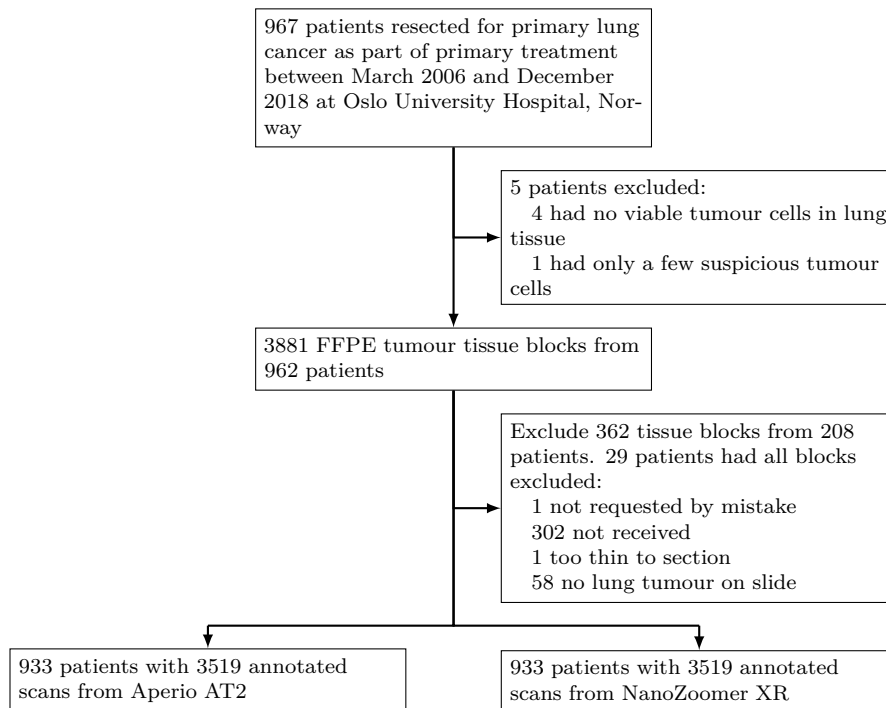 967 patients resected for primary lung
cancer as part of primary treatment
between March 2006 and December
2018 at Oslo University Hospital, Nor-
way
5 patients excluded:
4 had no viable tumour cells in lung
tissue
1 had only a few suspicious tumour
cells
3881 FFPE tumour tissue blocks from
962 patients
Exclude 362 tissue blocks from 208
patients. 29 patients had all blocks
excluded:
1 not requested by mistake
302 not received
1 too thin to section
58 no lung tumour on slide
933 patients with 3519 annotated
scans from Aperio AT2
933 patients with 3519 annotated
scans from NanoZoomer XR